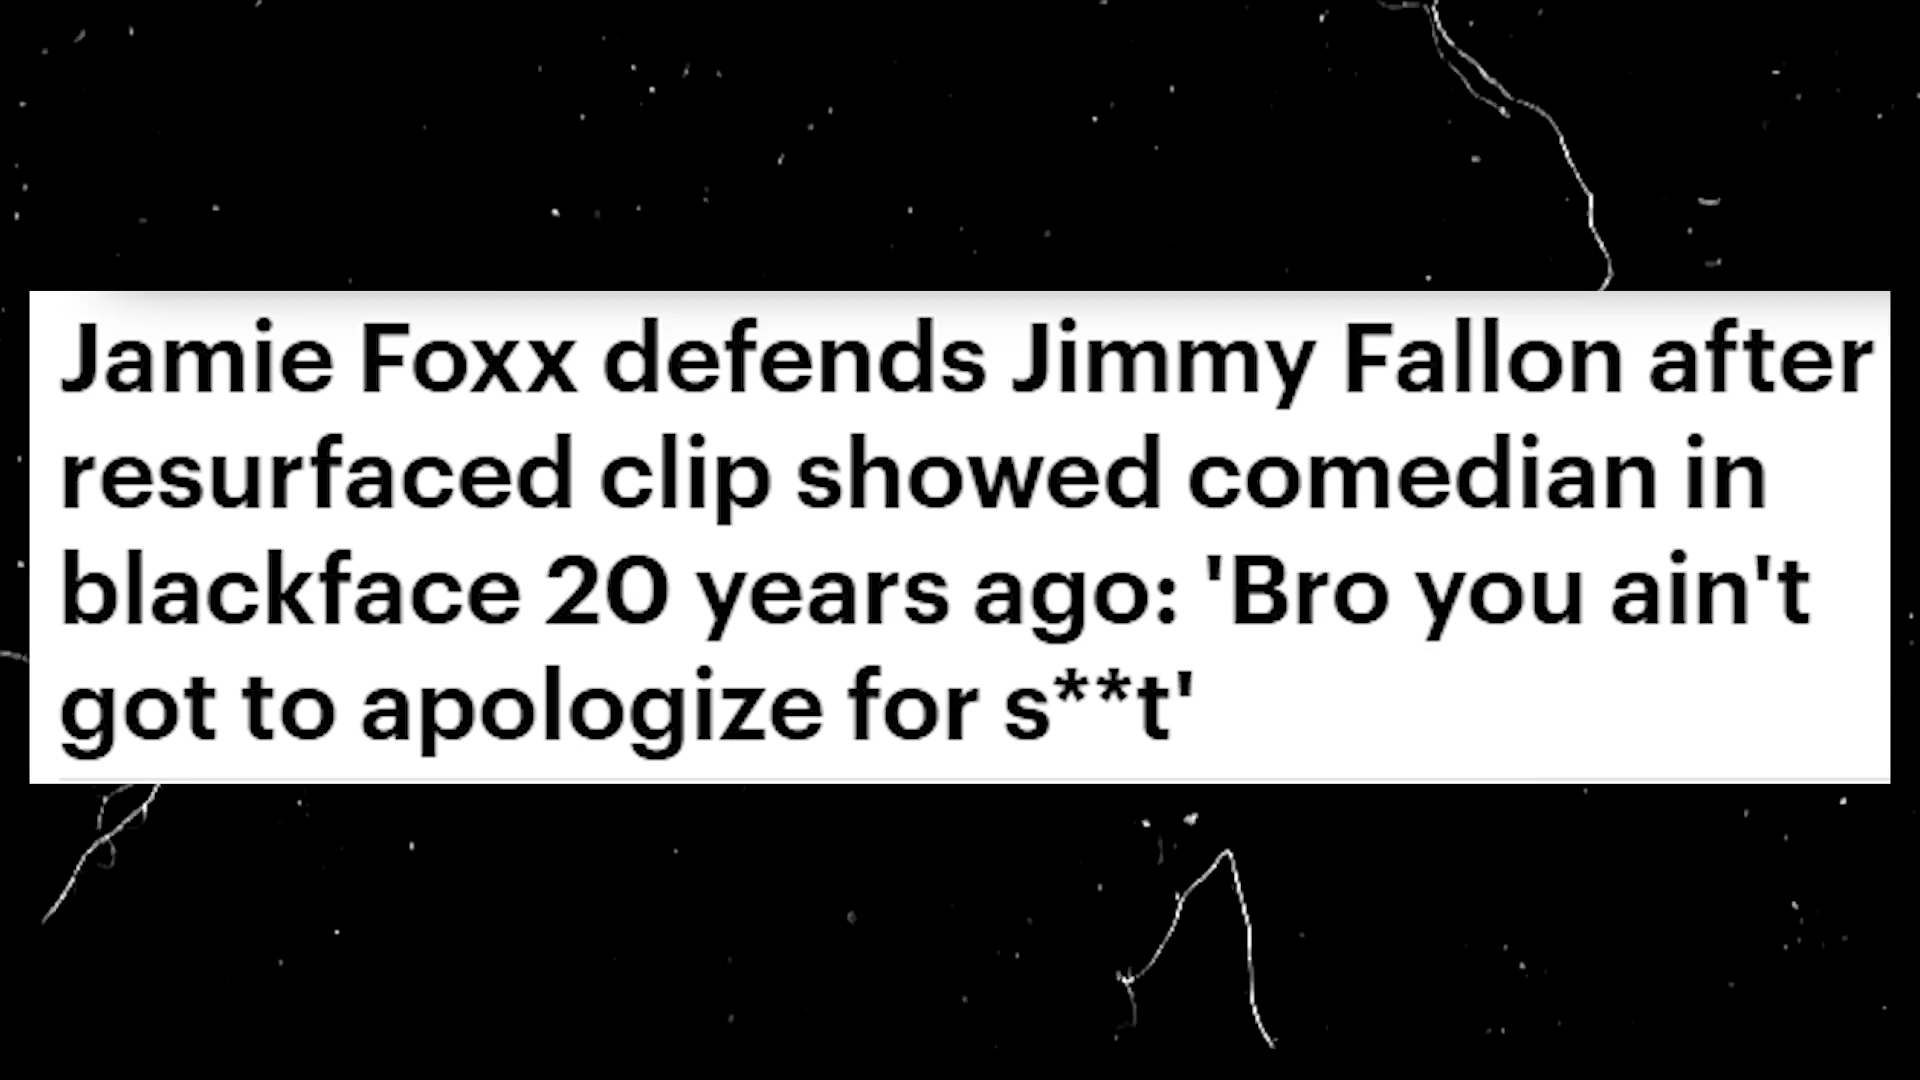 Jamie Foxx defends Jimmy Fallon after
resurfaced clip showed comedian in
blackface 20 years ago: 'Bro you ain't
got to apologize for s**t'